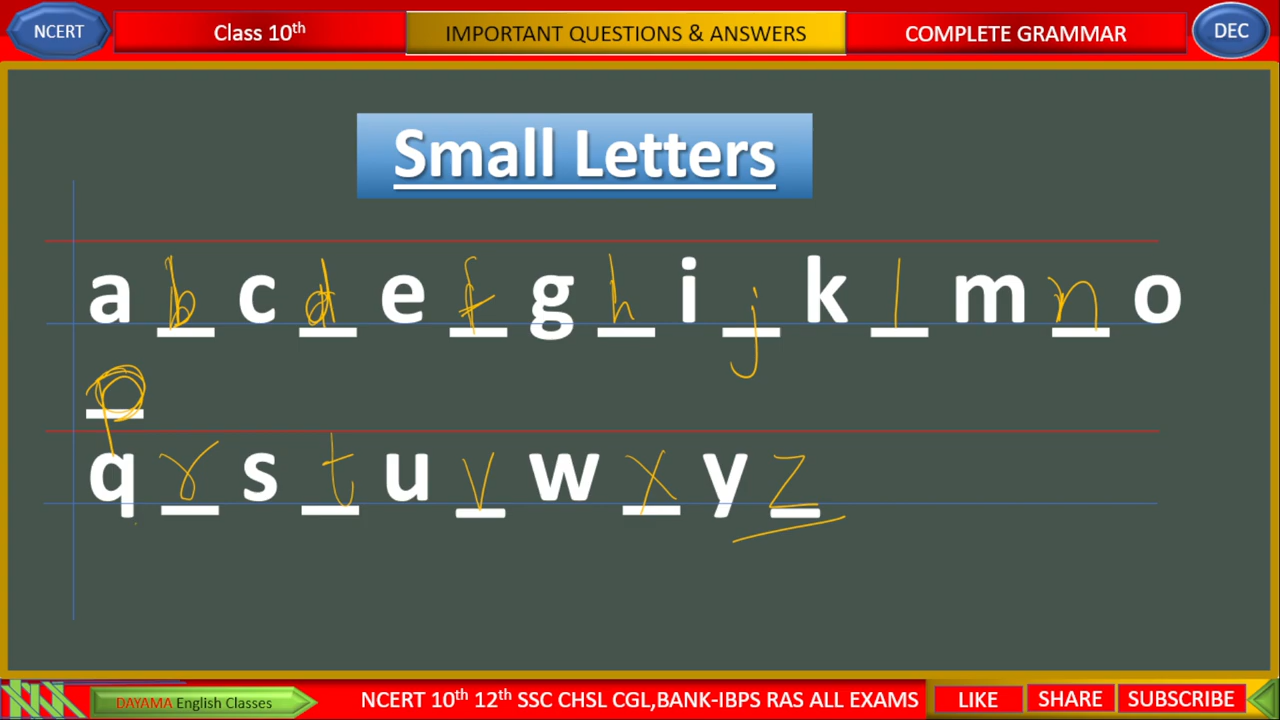 NCERT Class 10th IMPORTANT QUESTIONS & ANSWERS COMPLETE GRAMMAR DEC
Small Letters
a b c d e f g h i j k l m n o
p
q r s t u v w x y z
DAYAMA English Classes NCERT 10th 12th SSC CHSL CGL,BANK-IBPS RAS ALL EXAMS LIKE SHARE SUBSCRIBE